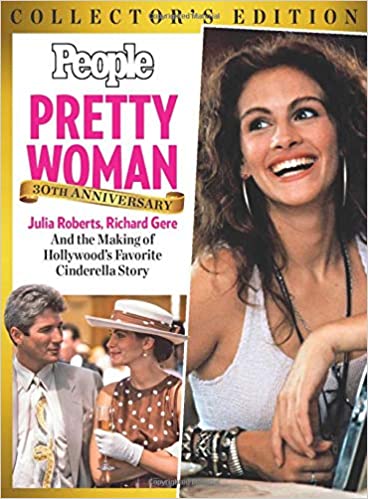 COLLECTOR'S EDITION
People
PRETTY
WOMAN
30TH ANNIVERSARY
Julia Roberts, Richard Gere
And the Making of
Hollywood's Favorite
Cinderella Story